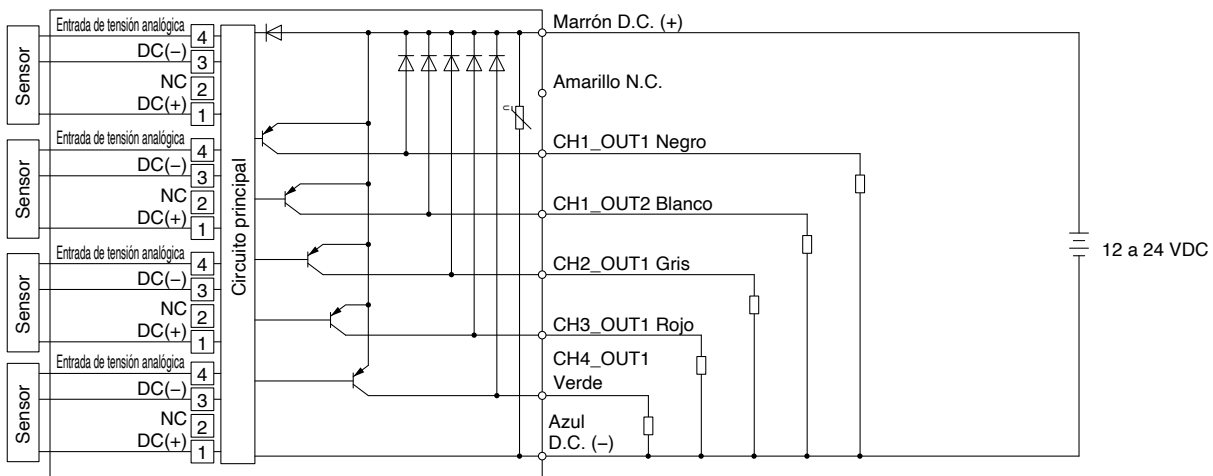 Sensor
Entrada de tensión analógica
4
DC(−)
3
NC
2
DC(+)
1
Sensor
Entrada de tensión analógica
4
DC(−)
3
NC
2
DC(+)
1
Sensor
Entrada de tensión analógica
4
DC(−)
3
NC
2
DC(+)
1
Sensor
Entrada de tensión analógica
4
DC(−)
3
NC
2
DC(+)
1
Circuito principal
U
Marrón D.C. (+)
Amarillo N.C.
CH1_OUT1 Negro
CH1_OUT2 Blanco
CH2_OUT1 Gris
CH3_OUT1 Rojo
CH4_OUT1
Verde
Azul
D.C. (−)
12 a 24 VDC